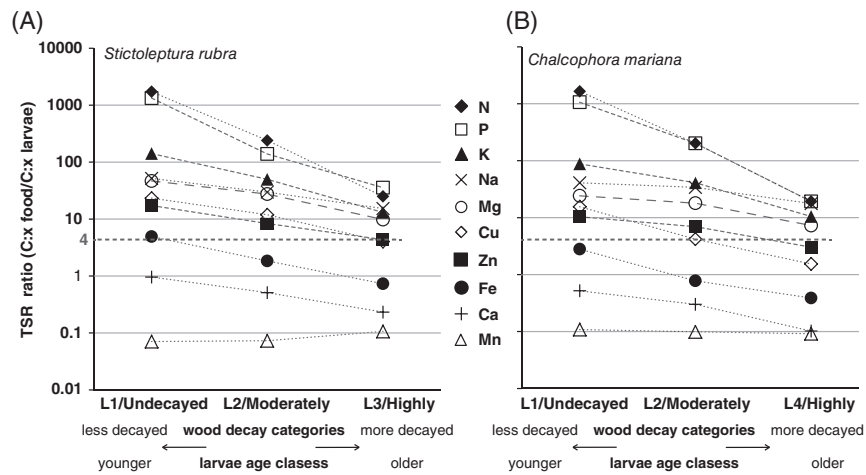 (A)
(B)
Stictoleptura rubra
Chalcophora mariana
TSR ratio (C:x food/C:x larvae)
10000
1000
100
10
4
1
0.1
0.01
N
P
K
Na
Mg
Cu
Zn
Fe
Ca
Mn
L1/Undecayed L2/Moderately L3/Highly
less decayed wood decay categories more decayed
younger larvae age clasess older
L1/Undecayed L2/Moderately L4/Highly
less decayed wood decay categories more decayed
younger larvae age clasess older